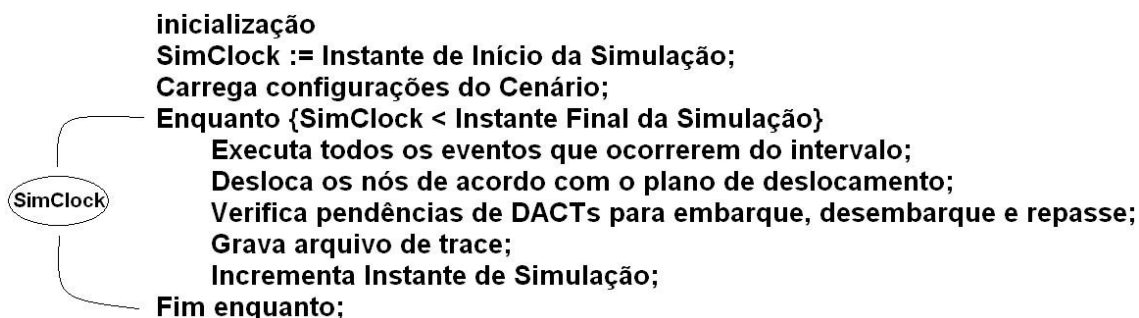 inicialização
SimClock := Instante de Início da Simulação;
Carrega configurações do Cenário;
Enquanto {SimClock < Instante Final da Simulação}
Executa todos os eventos que ocorrerem do intervalo;
Desloca os nós de acordo com o plano de deslocamento;
SimClock
Verifica pendências de DACTs para embarque, desembarque e repasse;
Grava arquivo de trace;
Incrementa Instante de Simulação;
Fim enquanto;